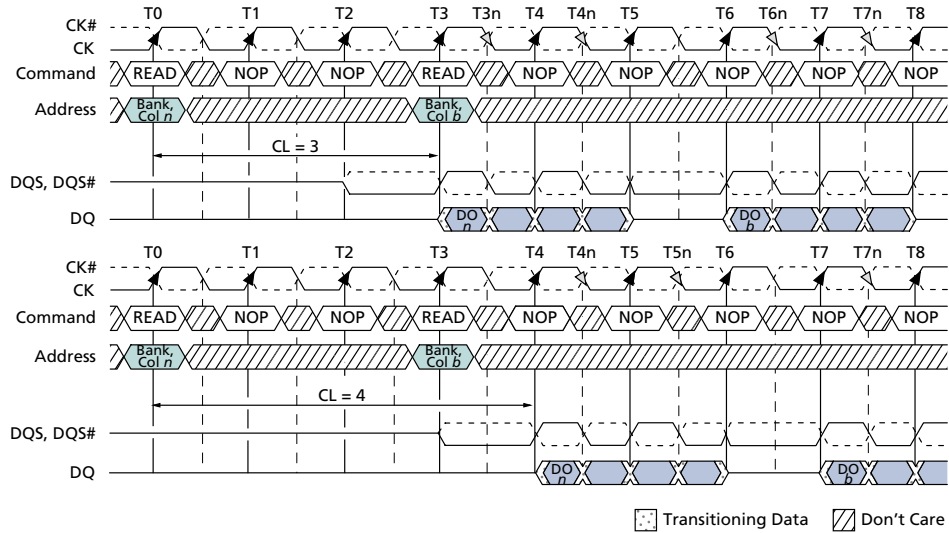 T0 T1 T2 T3 T3n T4 T4n T5 T6 T6n T7 T7n T8
CK#
CK
Command READ NOP NOP READ NOP NOP NOP NOP NOP
Address Bank, Col n Bank, Col b
CL = 3
DQS, DQS#
DQ DO n DO b
T0 T1 T2 T3 T4 T4n T5 T5n T6 T7 T7n T8
CK#
CK
Command READ NOP NOP READ NOP NOP NOP NOP NOP
Address Bank, Col n Bank, Col b
CL = 4
DQS, DQS#
DQ DO n DO b
Transitioning Data Don't Care